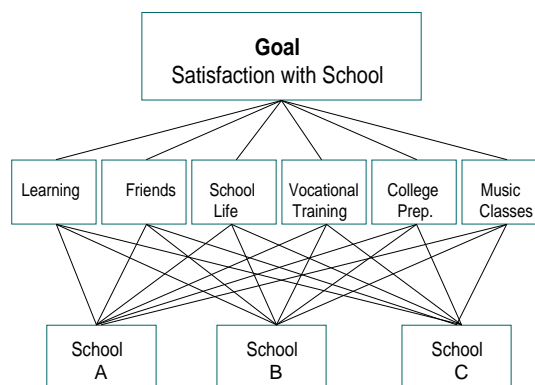 Goal
Satisfaction with School
Learning
Friends
School
Life
Vocational
Training
College
Prep.
Music
Classes
School
A
School
B
School
C